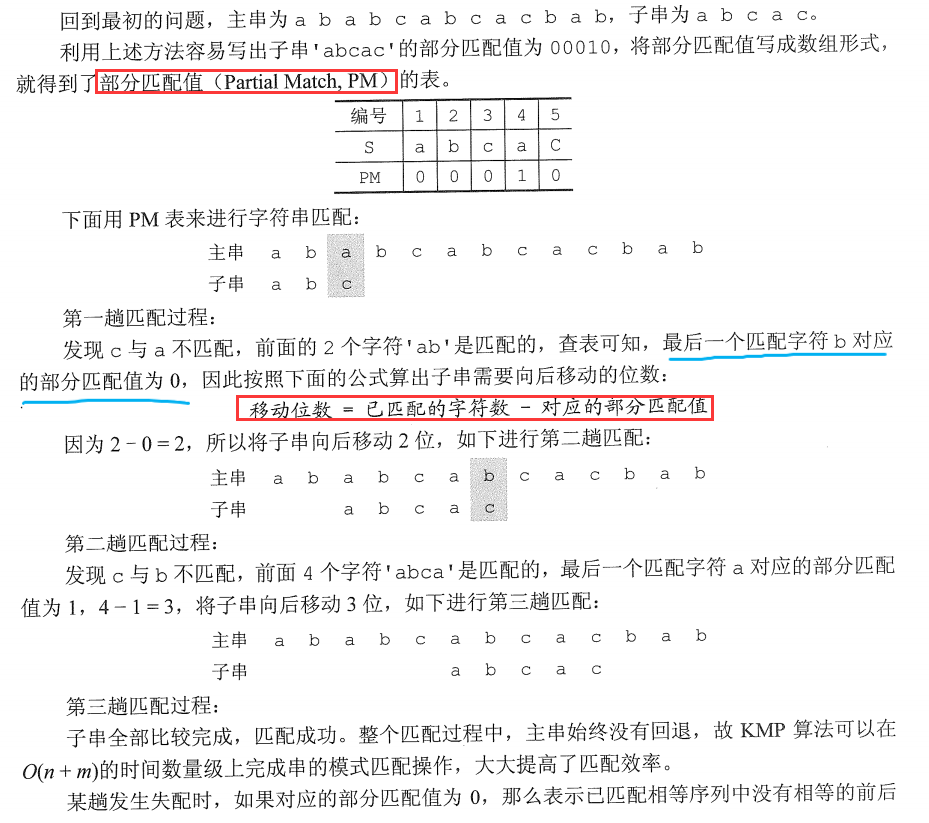 回到最初的问题，主串为 a b a b c a b c a c b a b，子串为 a b c a c。
利用上述方法容易写出子串'abcac'的部分匹配值为 00010，将部分匹配值写成数组形式，
就得到了部分匹配值（Partial Match, PM）的表。
编号 1 2 3 4 5
S a b c a C
PM 0 0 0 1 0
下面用 PM 表来进行字符串匹配：
主串 a b a b c a b c a c b a b
子串 a b c
第一趟匹配过程：
发现 c 与 a 不匹配，前面的 2 个字符'ab'是匹配的，查表可知，最后一个匹配字符 b 对应
的部分匹配值为 0，因此按照下面的公式算出子串需要向后移动的位数：
移动位数 = 已匹配的字符数 − 对应的部分匹配值
因为 2 − 0 = 2，所以将子串向后移动 2 位，如下进行第二趟匹配：
主串 a b a b c a b c a c b a b
子串 a b c a c
第二趟匹配过程：
发现 c 与 b 不匹配，前面 4 个字符'abca'是匹配的，最后一个匹配字符 a 对应的部分匹配
值为 1，4 − 1 = 3，将子串向后移动 3 位，如下进行第三趟匹配：
主串 a b a b c a b c a c b a b
子串 a b c a c
第三趟匹配过程：
子串全部比较完成，匹配成功。整个匹配过程中，主串始终没有回退，故 KMP 算法可以在
O(n + m)的时间数量级上完成串的模式匹配操作，大大提高了匹配效率。
某趟发生失配时，如果对应的部分匹配值为 0，那么表示已匹配相等序列中没有相等的前后